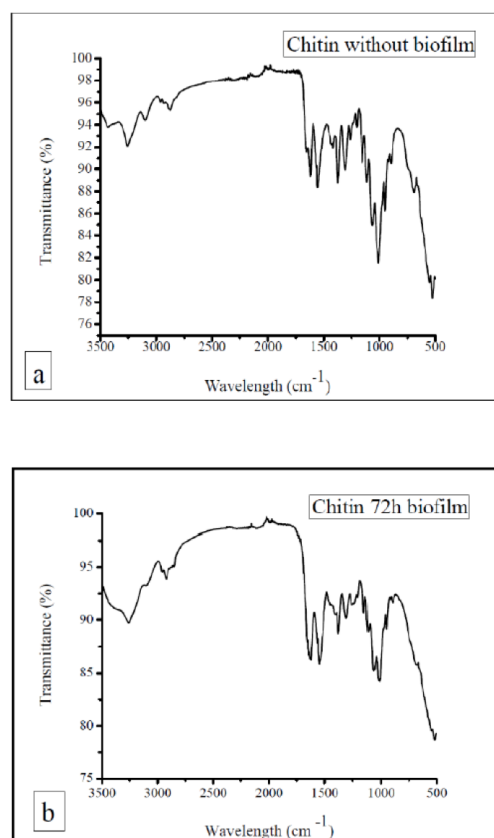 Chitin without biofilm
100
98
96
94
92
90
88
86
84
82
80
78
76
Transmittance (%)
3500 3000 2500 2000 1500 1000 500
Wavelength (cm-1)
a
Chitin 72h biofilm
100
95
90
85
80
75
Transmittance (%)
3500 3000 2500 2000 1500 1000 500
Wavelength (cm-1)
b